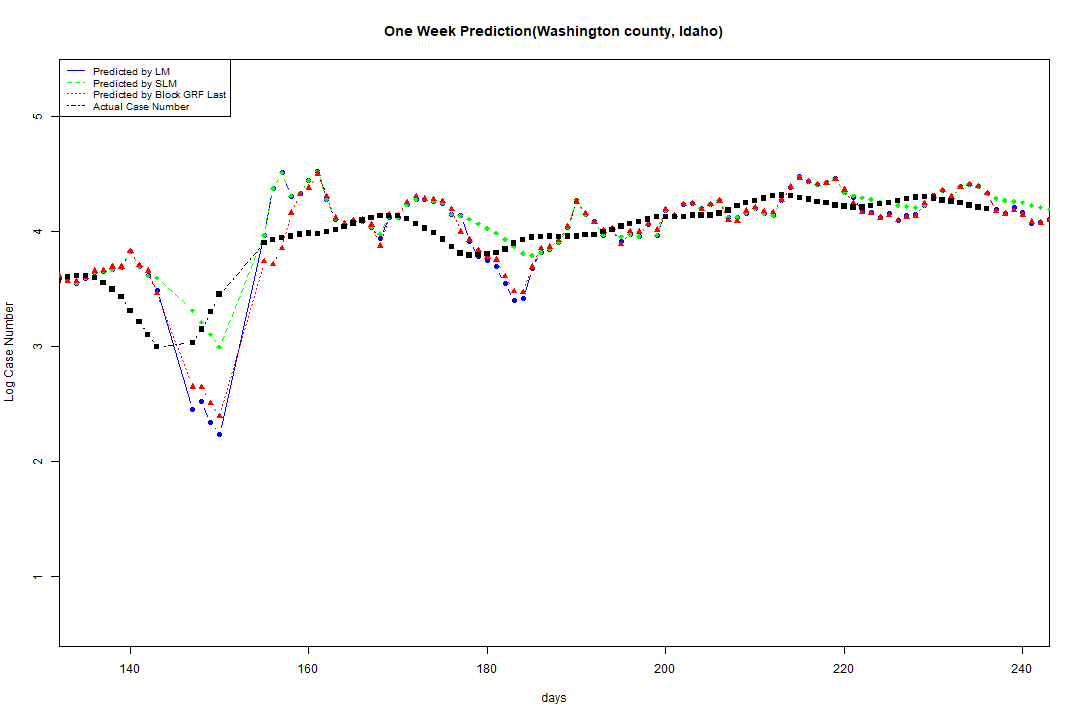 One Week Prediction(Washington county, Idaho)
Predicted by LM
Predicted by SLM
Predicted by Block GRF Last
Actual Case Number
5
4
3
2
1
Log Case Number
140 160 180 200 220 240
days